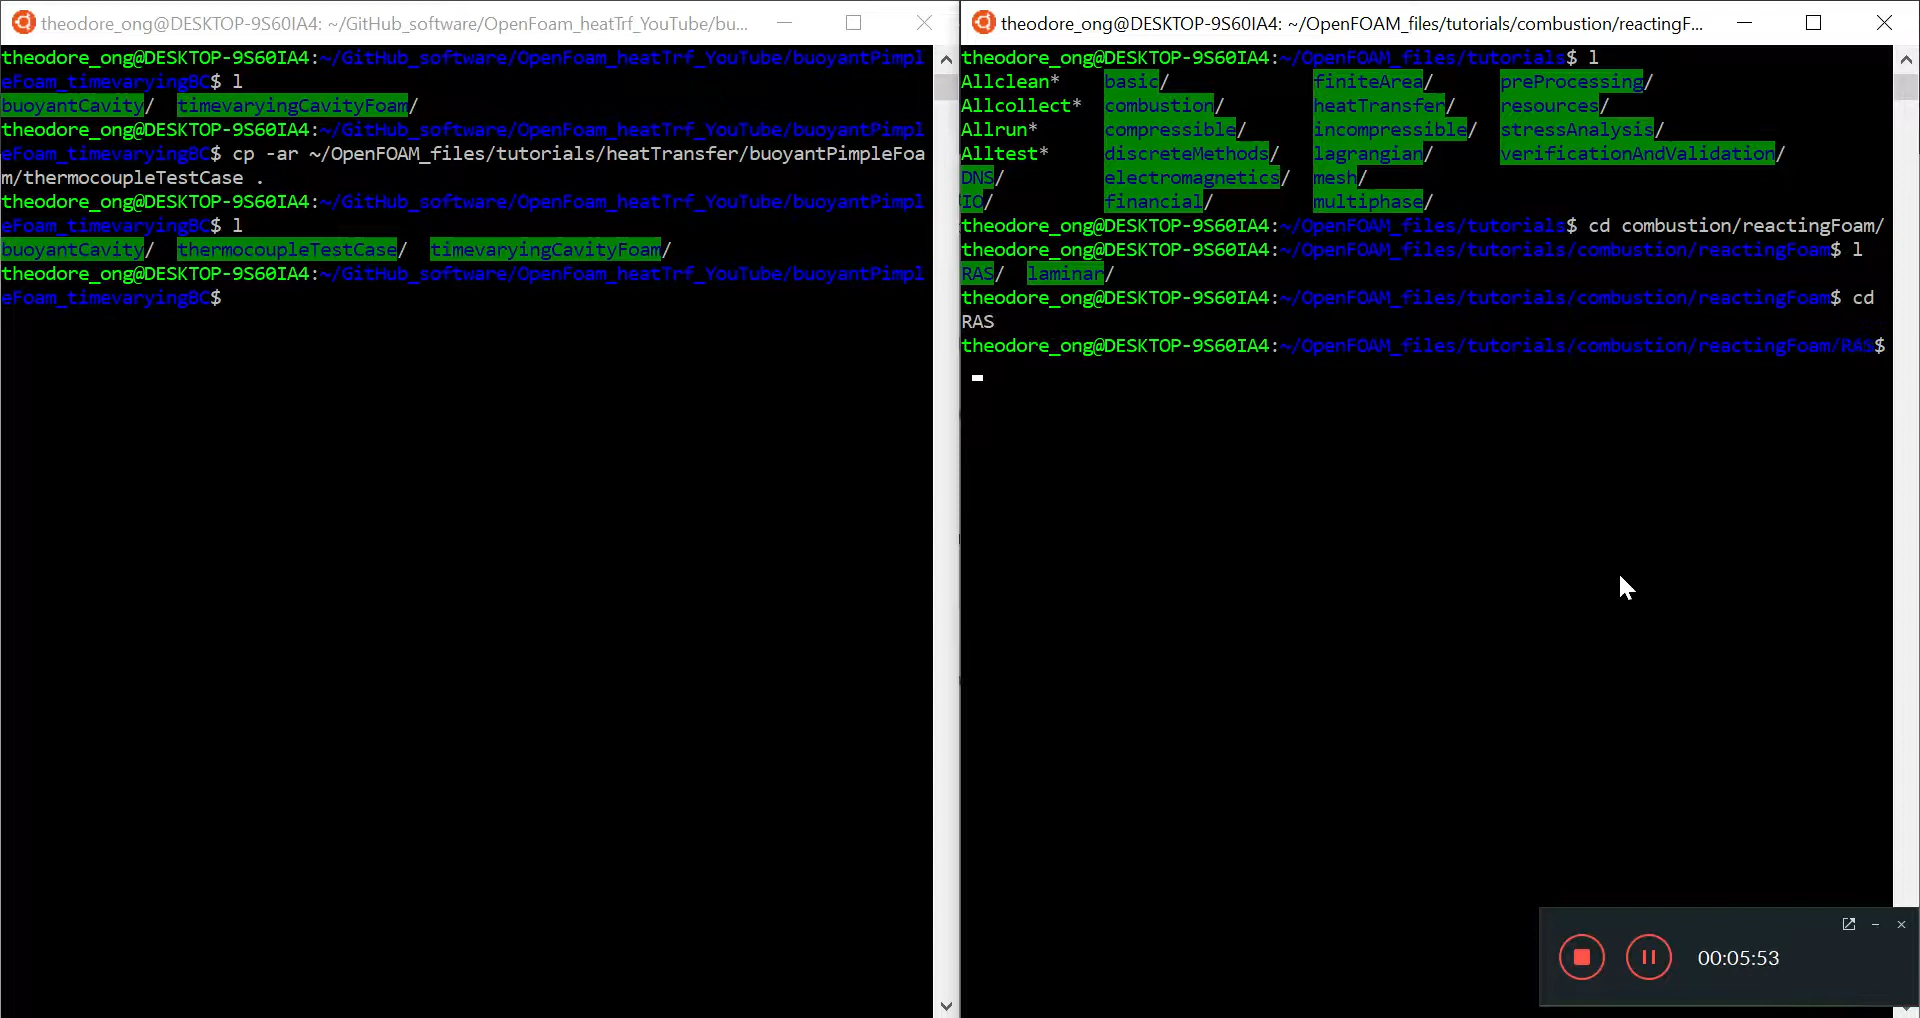 theodore_ong@DESKTOP-9S60IA4: ~/GitHub_software/OpenFoam_heatTrf_YouTube/bu...
theodore_ong@DESKTOP-9S60IA4:~/GitHub_software/OpenFoam_heatTrf_YouTube/buoyantPimpl
eFoam_timevaryingBC$ l
buoyantCavity/  timevaryingCavityFoam/
theodore_ong@DESKTOP-9S60IA4:~/GitHub_software/OpenFoam_heatTrf_YouTube/buoyantPimpl
eFoam_timevaryingBC$ cp -ar ~/OpenFOAM_files/tutorials/heatTransfer/buoyantPimpleFoa
m/thermocoupleTestCase .
theodore_ong@DESKTOP-9S60IA4:~/GitHub_software/OpenFoam_heatTrf_YouTube/buoyantPimpl
eFoam_timevaryingBC$ l
buoyantCavity/  thermocoupleTestCase/  timevaryingCavityFoam/
theodore_ong@DESKTOP-9S60IA4:~/GitHub_software/OpenFoam_heatTrf_YouTube/buoyantPimpl
eFoam_timevaryingBC$
theodore_ong@DESKTOP-9S60IA4: ~/OpenFOAM_files/tutorials/combustion/reactingF...
theodore_ong@DESKTOP-9S60IA4:~/OpenFOAM_files/tutorials$ l
Allclean*    basic/            finiteArea/      preProcessing/
Allcollect*  combustion/       heatTransfer/    resources/
Allrun*      compressible/     incompressible/  stressAnalysis/
Alltest*     discreteMethods/  lagrangian/      verificationAndValidation/
DNS/         electromagnetics/  mesh/
IO/          financial/        multiphase/
theodore_ong@DESKTOP-9S60IA4:~/OpenFOAM_files/tutorials$ cd combustion/reactingFoam/
theodore_ong@DESKTOP-9S60IA4:~/OpenFOAM_files/tutorials/combustion/reactingFoam$ l
RAS/  laminar/
theodore_ong@DESKTOP-9S60IA4:~/OpenFOAM_files/tutorials/combustion/reactingFoam$ cd
RAS
theodore_ong@DESKTOP-9S60IA4:~/OpenFOAM_files/tutorials/combustion/reactingFoam/RAS$
00:05:53